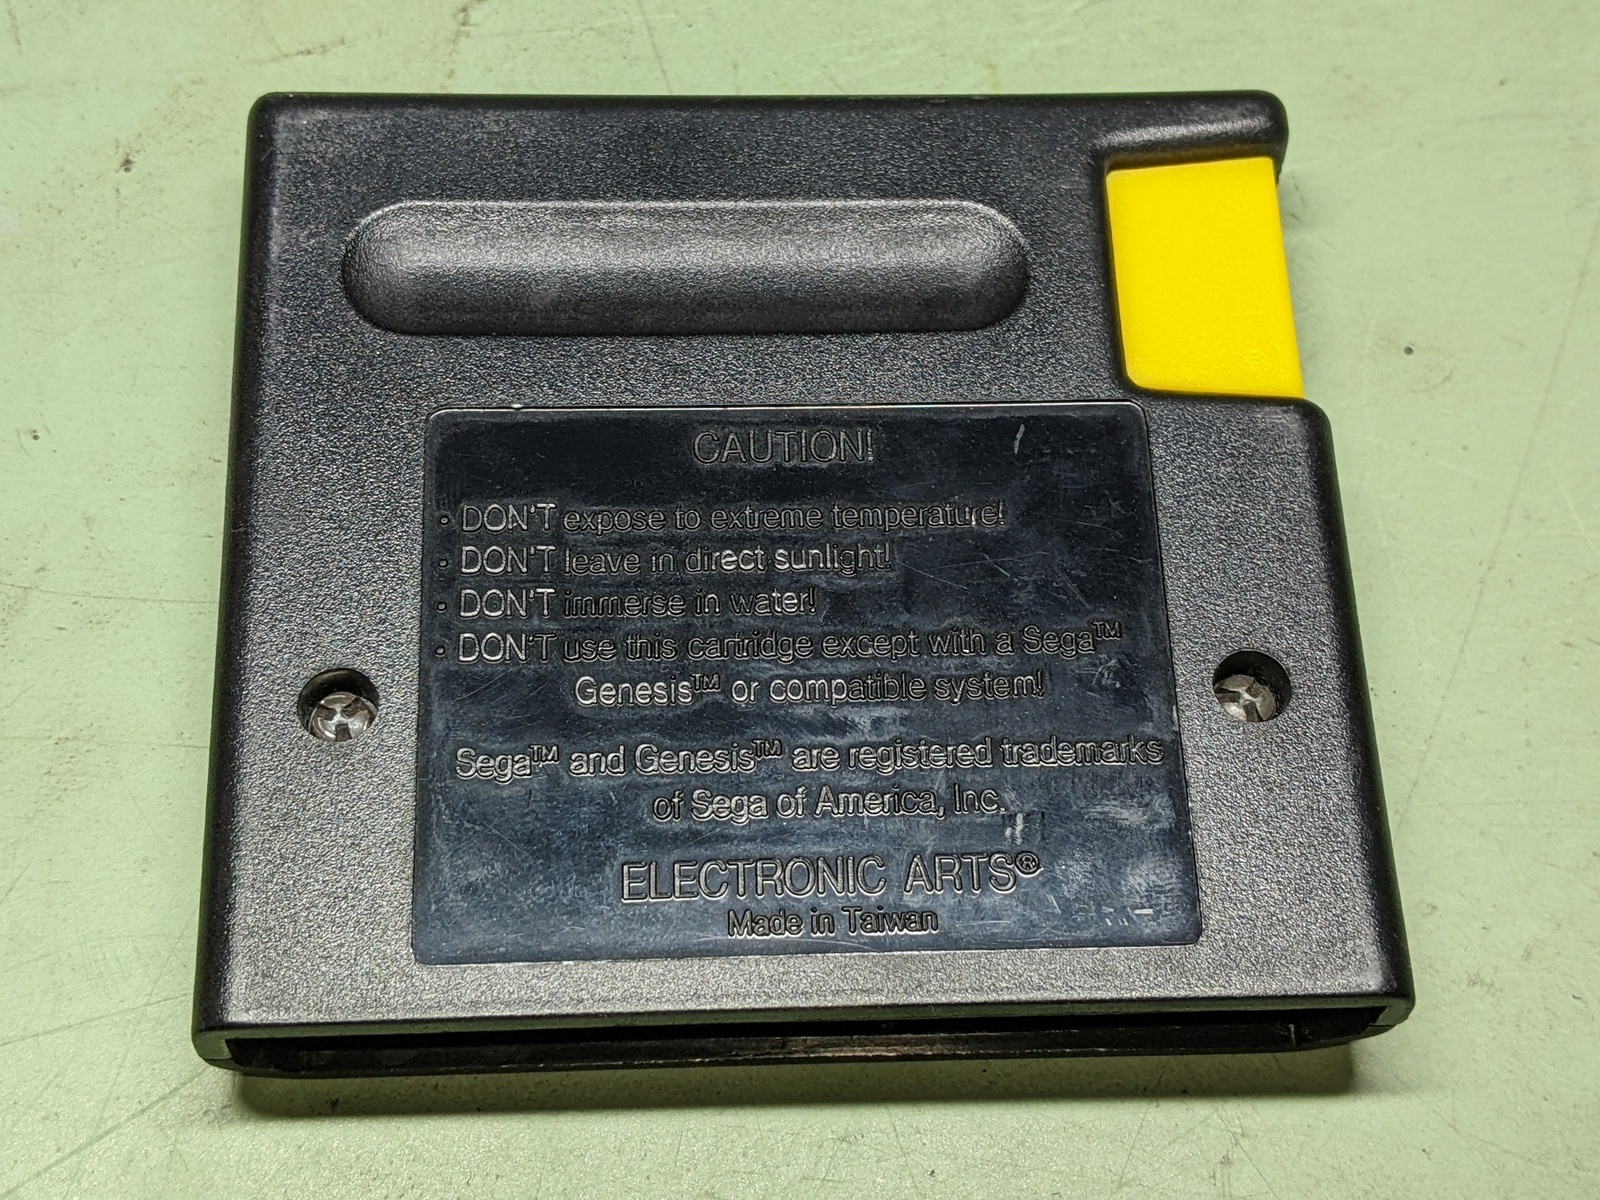 CAUTION!
• DON'T expose to extreme temperature!
• DON'T leave in direct sunlight!
• DON'T immerse in water!
• DON'T use this cartridge except with a Sega™
Genesis™ or compatible system!
Sega™ and Genesis™ are registered trademarks
of Sega of America, Inc.
ELECTRONIC ARTS®
Made in Taiwan